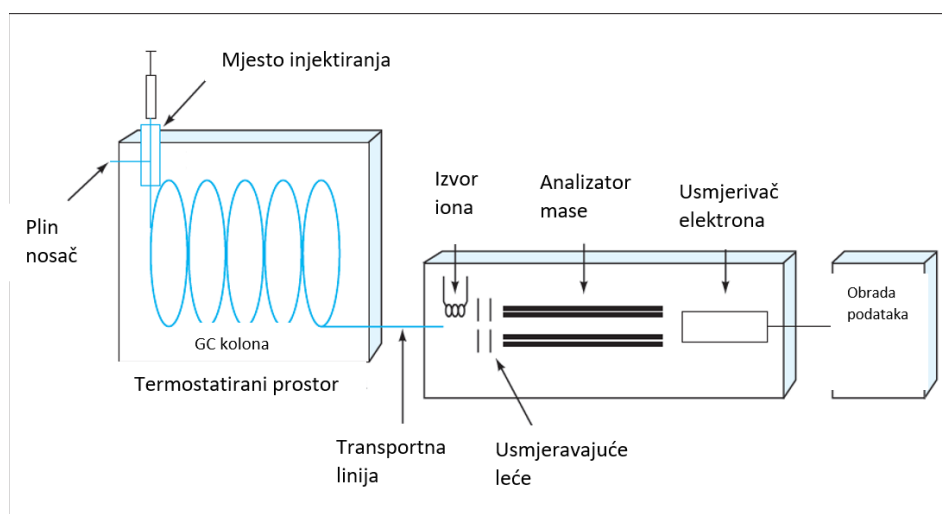 Mjesto injektiranja
Plin
nosač
GC kolona
Termostatirani prostor
Transportna
linija
Izvor
iona
Analizator
mase
Usmjerivač
elektrona
Usmjeravajuće
leće
Obrada
podataka